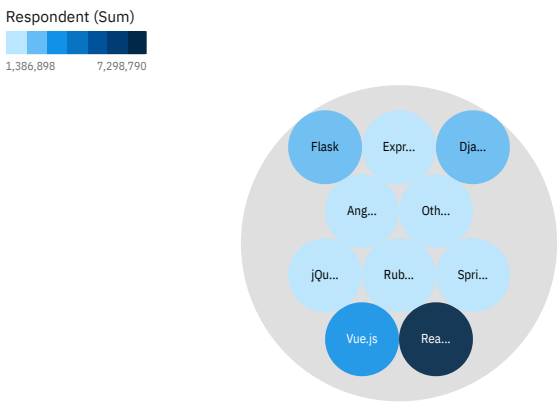 Respondent (Sum)
1,386,898 7,298,790
Flask Expr... Dja...
Ang... Oth...
jQu... Rub... Spri...
Vue.js Rea...